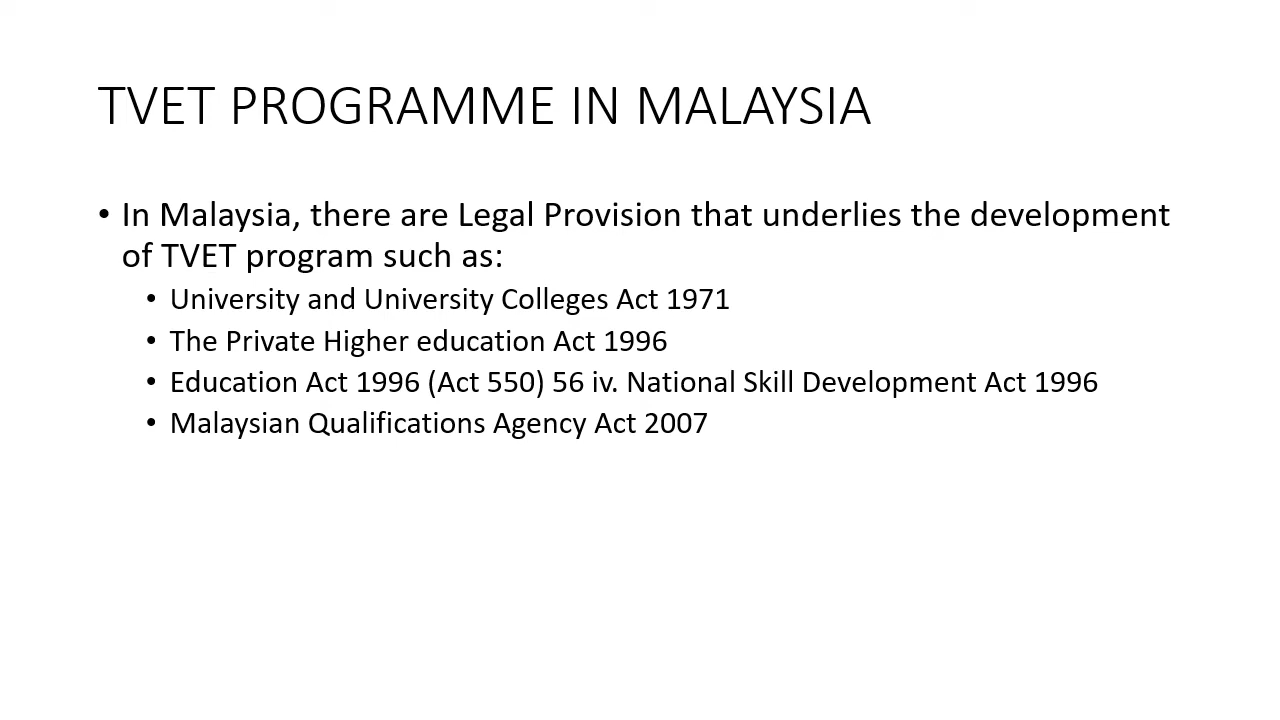 TVET PROGRAMME IN MALAYSIA
• In Malaysia, there are Legal Provision that underlies the development
of TVET program such as:
• University and University Colleges Act 1971
• The Private Higher education Act 1996
• Education Act 1996 (Act 550) 56 iv. National Skill Development Act 1996
• Malaysian Qualifications Agency Act 2007